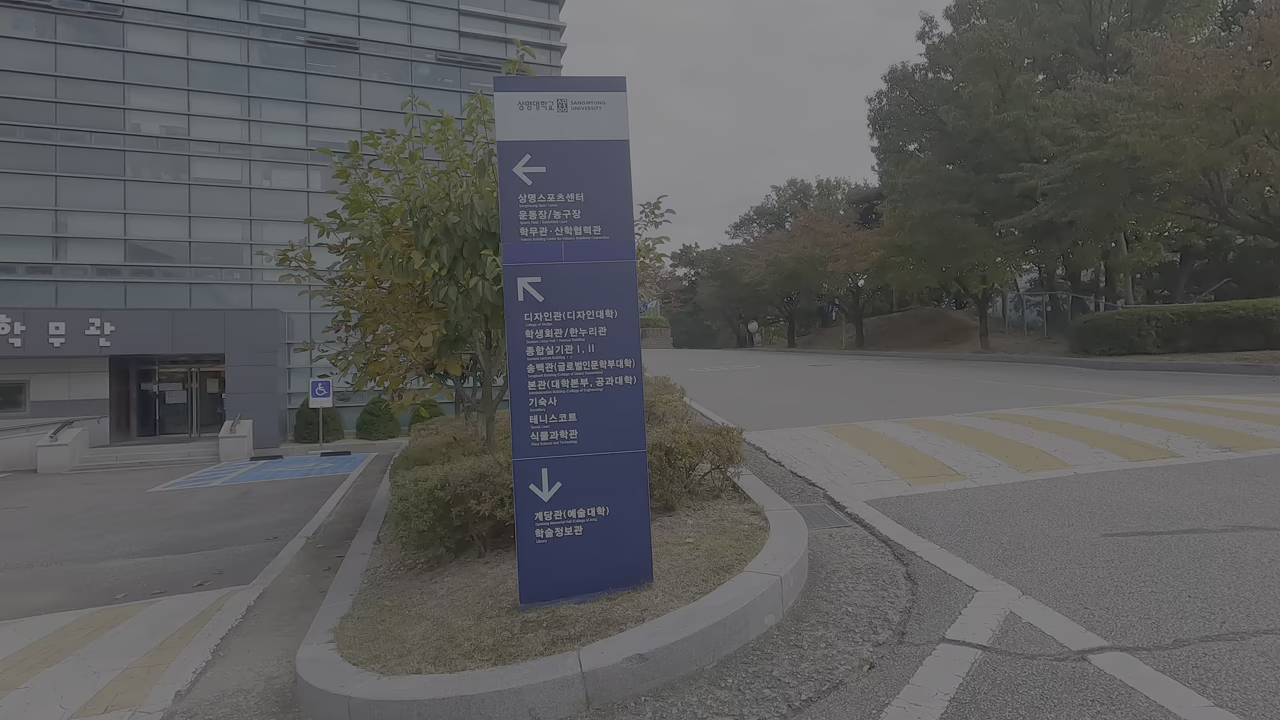 상명대학교 SANGMYUNG UNIVERSITY
상명스포츠센터
운동장/농구장
학무관·산학협력관
디자인관(디자인대학)
학생회관/한누리관
종합실기관 I, II
송백관(글로벌인문학부대학)
본관(대학본부, 공과대학)
기숙사
테니스코트
식물과학관
계당관(예술대학)
학술정보관
Library
학무관